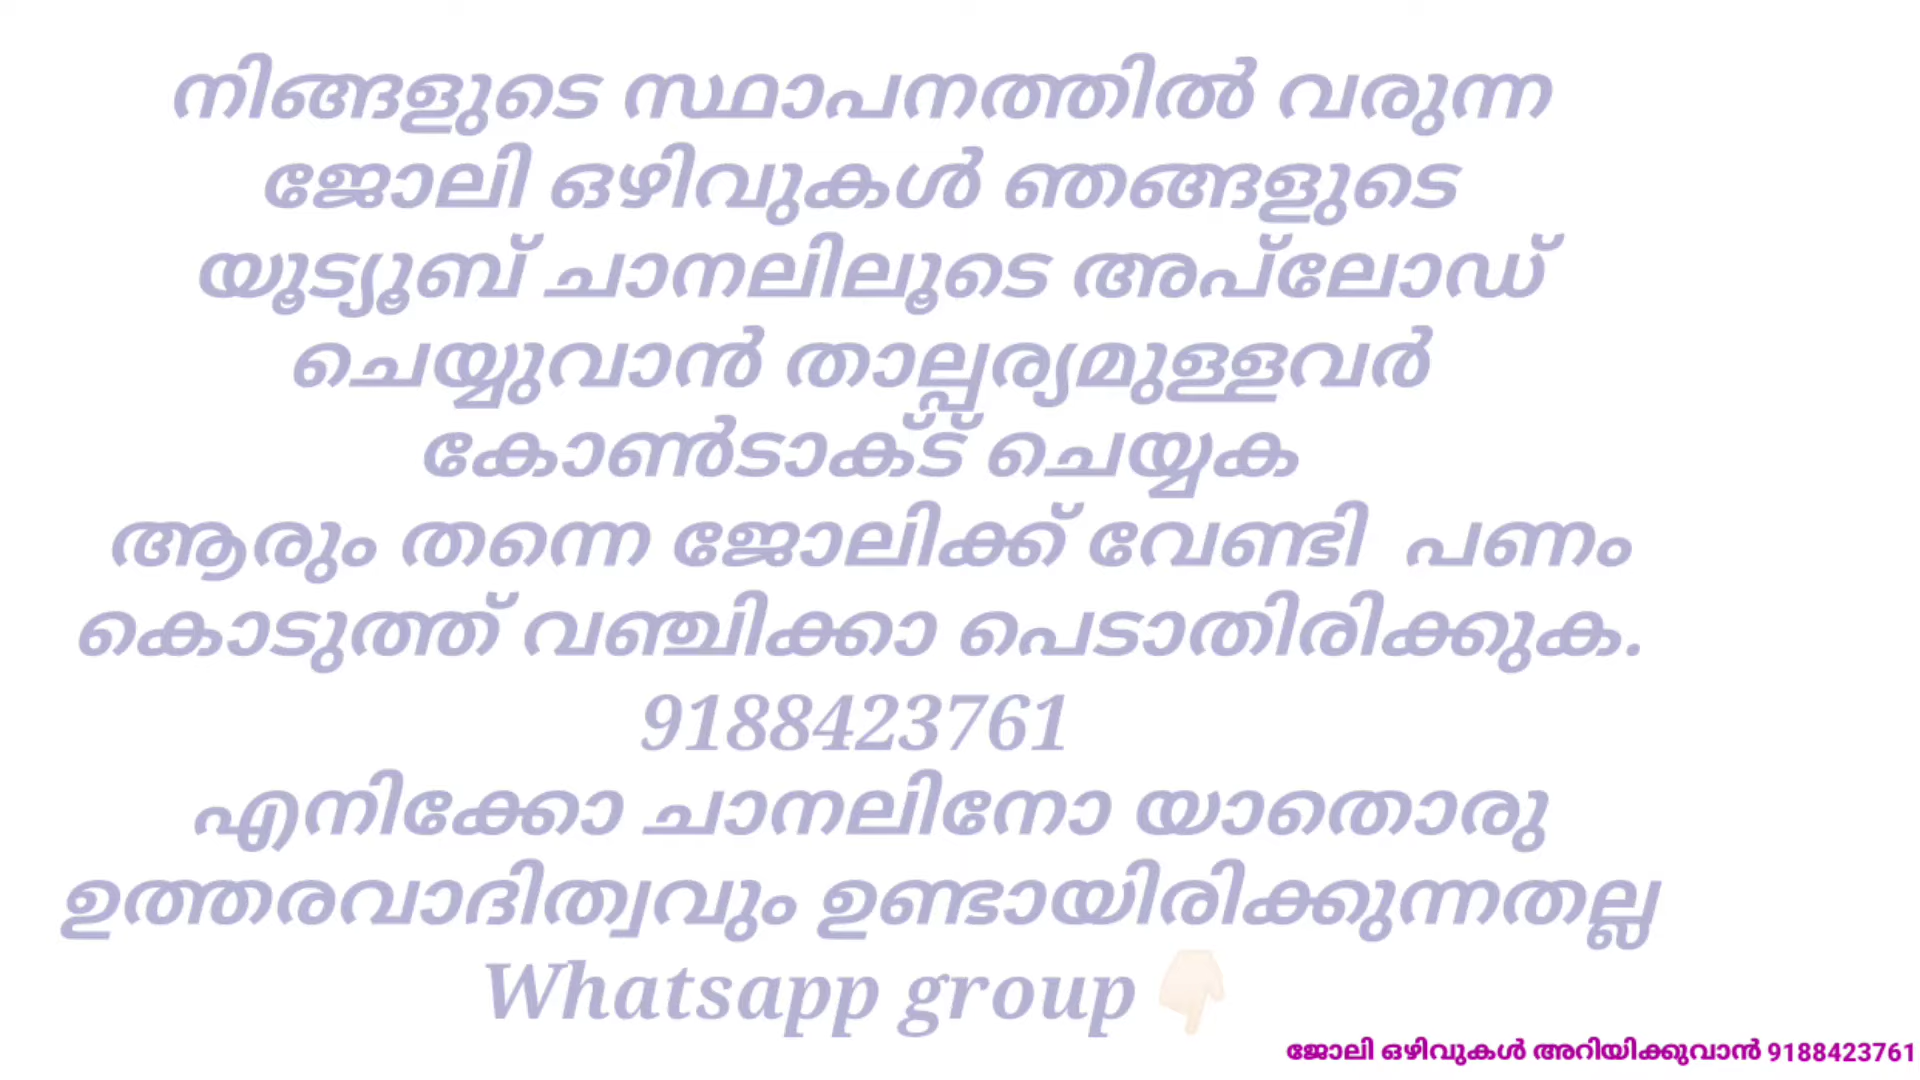 നിങ്ങളുടെ സ്ഥാപനത്തിൽ വരുന്ന
ജോലി ഒഴിവുകൾ ഞങ്ങളുടെ
യൂട്യൂബ് ചാനലിലൂടെ അപ്ലോഡ്
ചെയ്യുവാൻ താല്പര്യമുള്ളവർ
കോൺടാക്ട് ചെയ്യക
ആരും തന്നെ ജോലിക്ക് വേണ്ടി  പണം
കൊടുത്ത് വഞ്ചിക്കാ പെടാതിരിക്കുക.
9188423761
എനിക്കോ ചാനലിനോ യാതൊരു
ഉത്തരവാദിത്വവും ഉണ്ടായിരിക്കുന്നതല്ല
Whatsapp group 👇🏻
ജോലി ഒഴിവുകൾ അറിയിക്കുവാൻ 9188423761